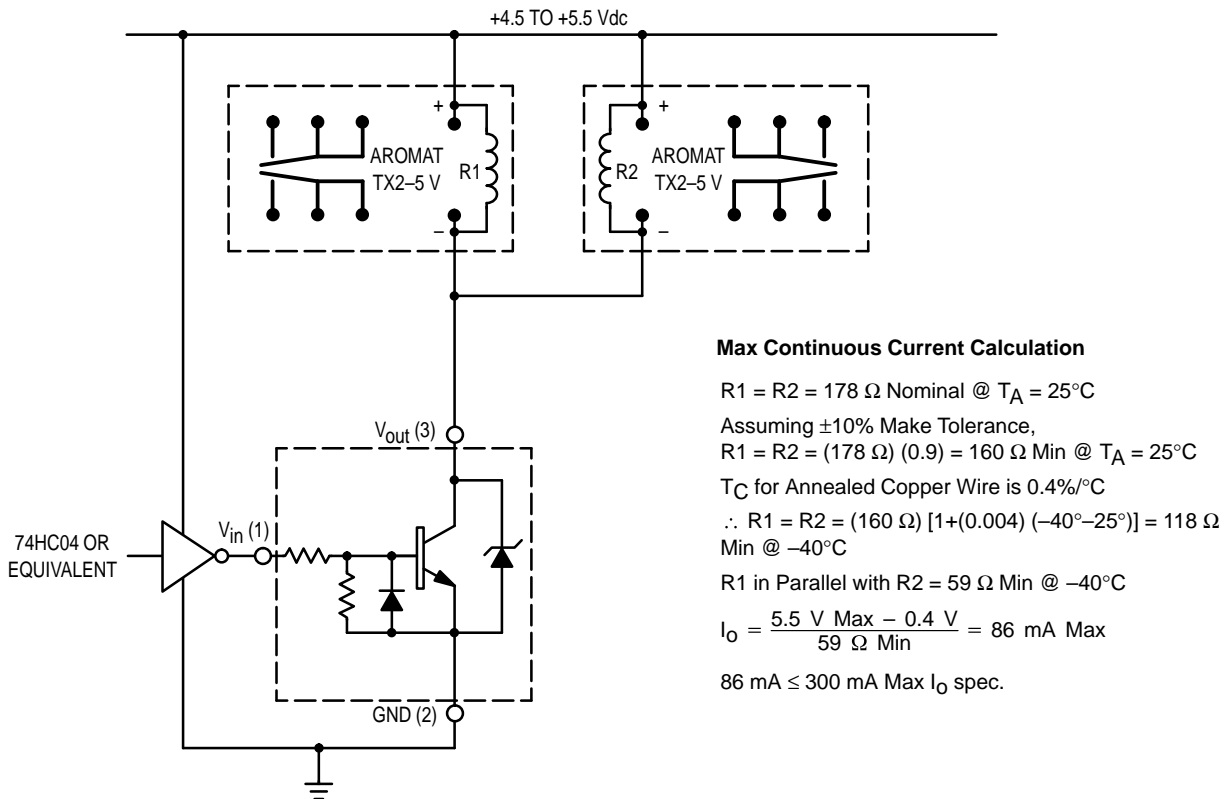 +4.5 TO +5.5 Vdc
+
+
AROMAT
TX2–5 V
R1
R2
AROMAT
TX2–5 V
–
–
Max Continuous Current Calculation
R1 = R2 = 178 Ω Nominal @ TA = 25°C
Assuming ±10% Make Tolerance,
R1 = R2 = (178 Ω) (0.9) = 160 Ω Min @ TA = 25°C
TC for Annealed Copper Wire is 0.4%/°C
∴ R1 = R2 = (160 Ω) [1+(0.004) (–40°–25°)] = 118 Ω
Min @ –40°C
R1 in Parallel with R2 = 59 Ω Min @ –40°C
Io = 5.5 V Max – 0.4 V / 59 Ω Min = 86 mA Max
86 mA ≤ 300 mA Max Io spec.
Vout (3)
Vin (1)
74HC04 OR
EQUIVALENT
GND (2)